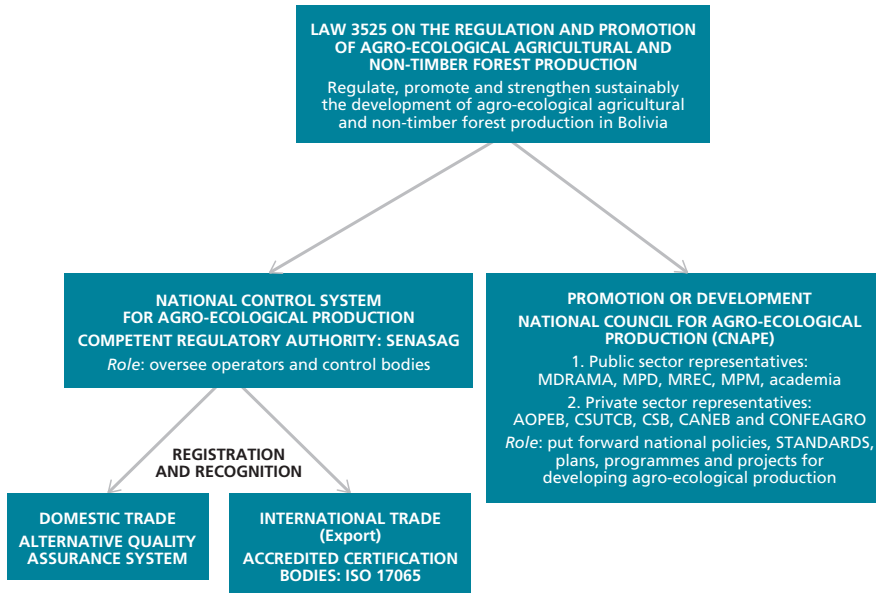 LAW 3525 ON THE REGULATION AND PROMOTION
OF AGRO-ECOLOGICAL AGRICULTURAL AND
NON-TIMBER FOREST PRODUCTION
Regulate, promote and strengthen sustainably
the development of agro-ecological agricultural
and non-timber forest production in Bolivia
NATIONAL CONTROL SYSTEM
FOR AGRO-ECOLOGICAL PRODUCTION
COMPETENT REGULATORY AUTHORITY: SENASAG
Role: oversee operators and control bodies
PROMOTION OR DEVELOPMENT
NATIONAL COUNCIL FOR AGRO-ECOLOGICAL
PRODUCTION (CNAPE)
1. Public sector representatives:
MDRAMA, MPD, MREC, MPM, academia
2. Private sector representatives:
AOPEB, CSUTCB, CSB, CANEB and CONFEAGRO
Role: put forward national policies, STANDARDS,
plans, programmes and projects for
developing agro-ecological production
REGISTRATION
AND RECOGNITION
DOMESTIC TRADE
ALTERNATIVE QUALITY
ASSURANCE SYSTEM
INTERNATIONAL TRADE
(Export)
ACCREDITED CERTIFICATION
BODIES: ISO 17065